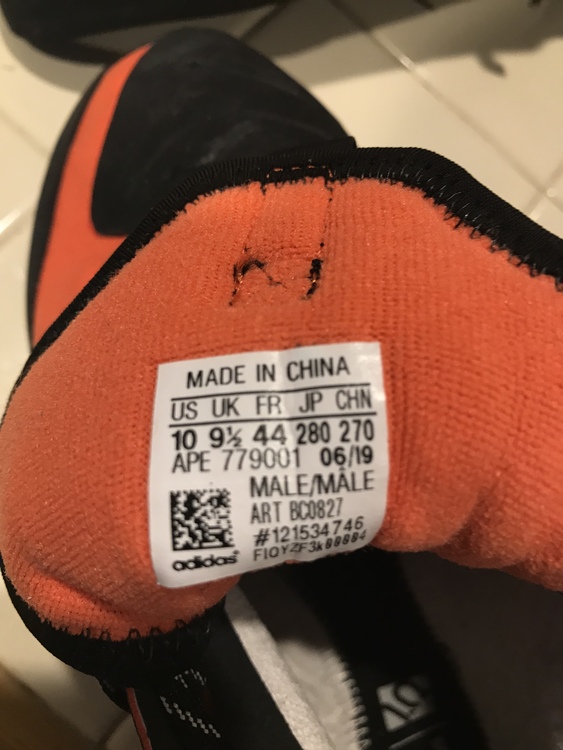 MADE IN CHINA
US UK FR JP CHN
10 9½ 44 280 270
APE 779001 06/19
MALE/MÂLE
ART BC0827
#121534746
adidas